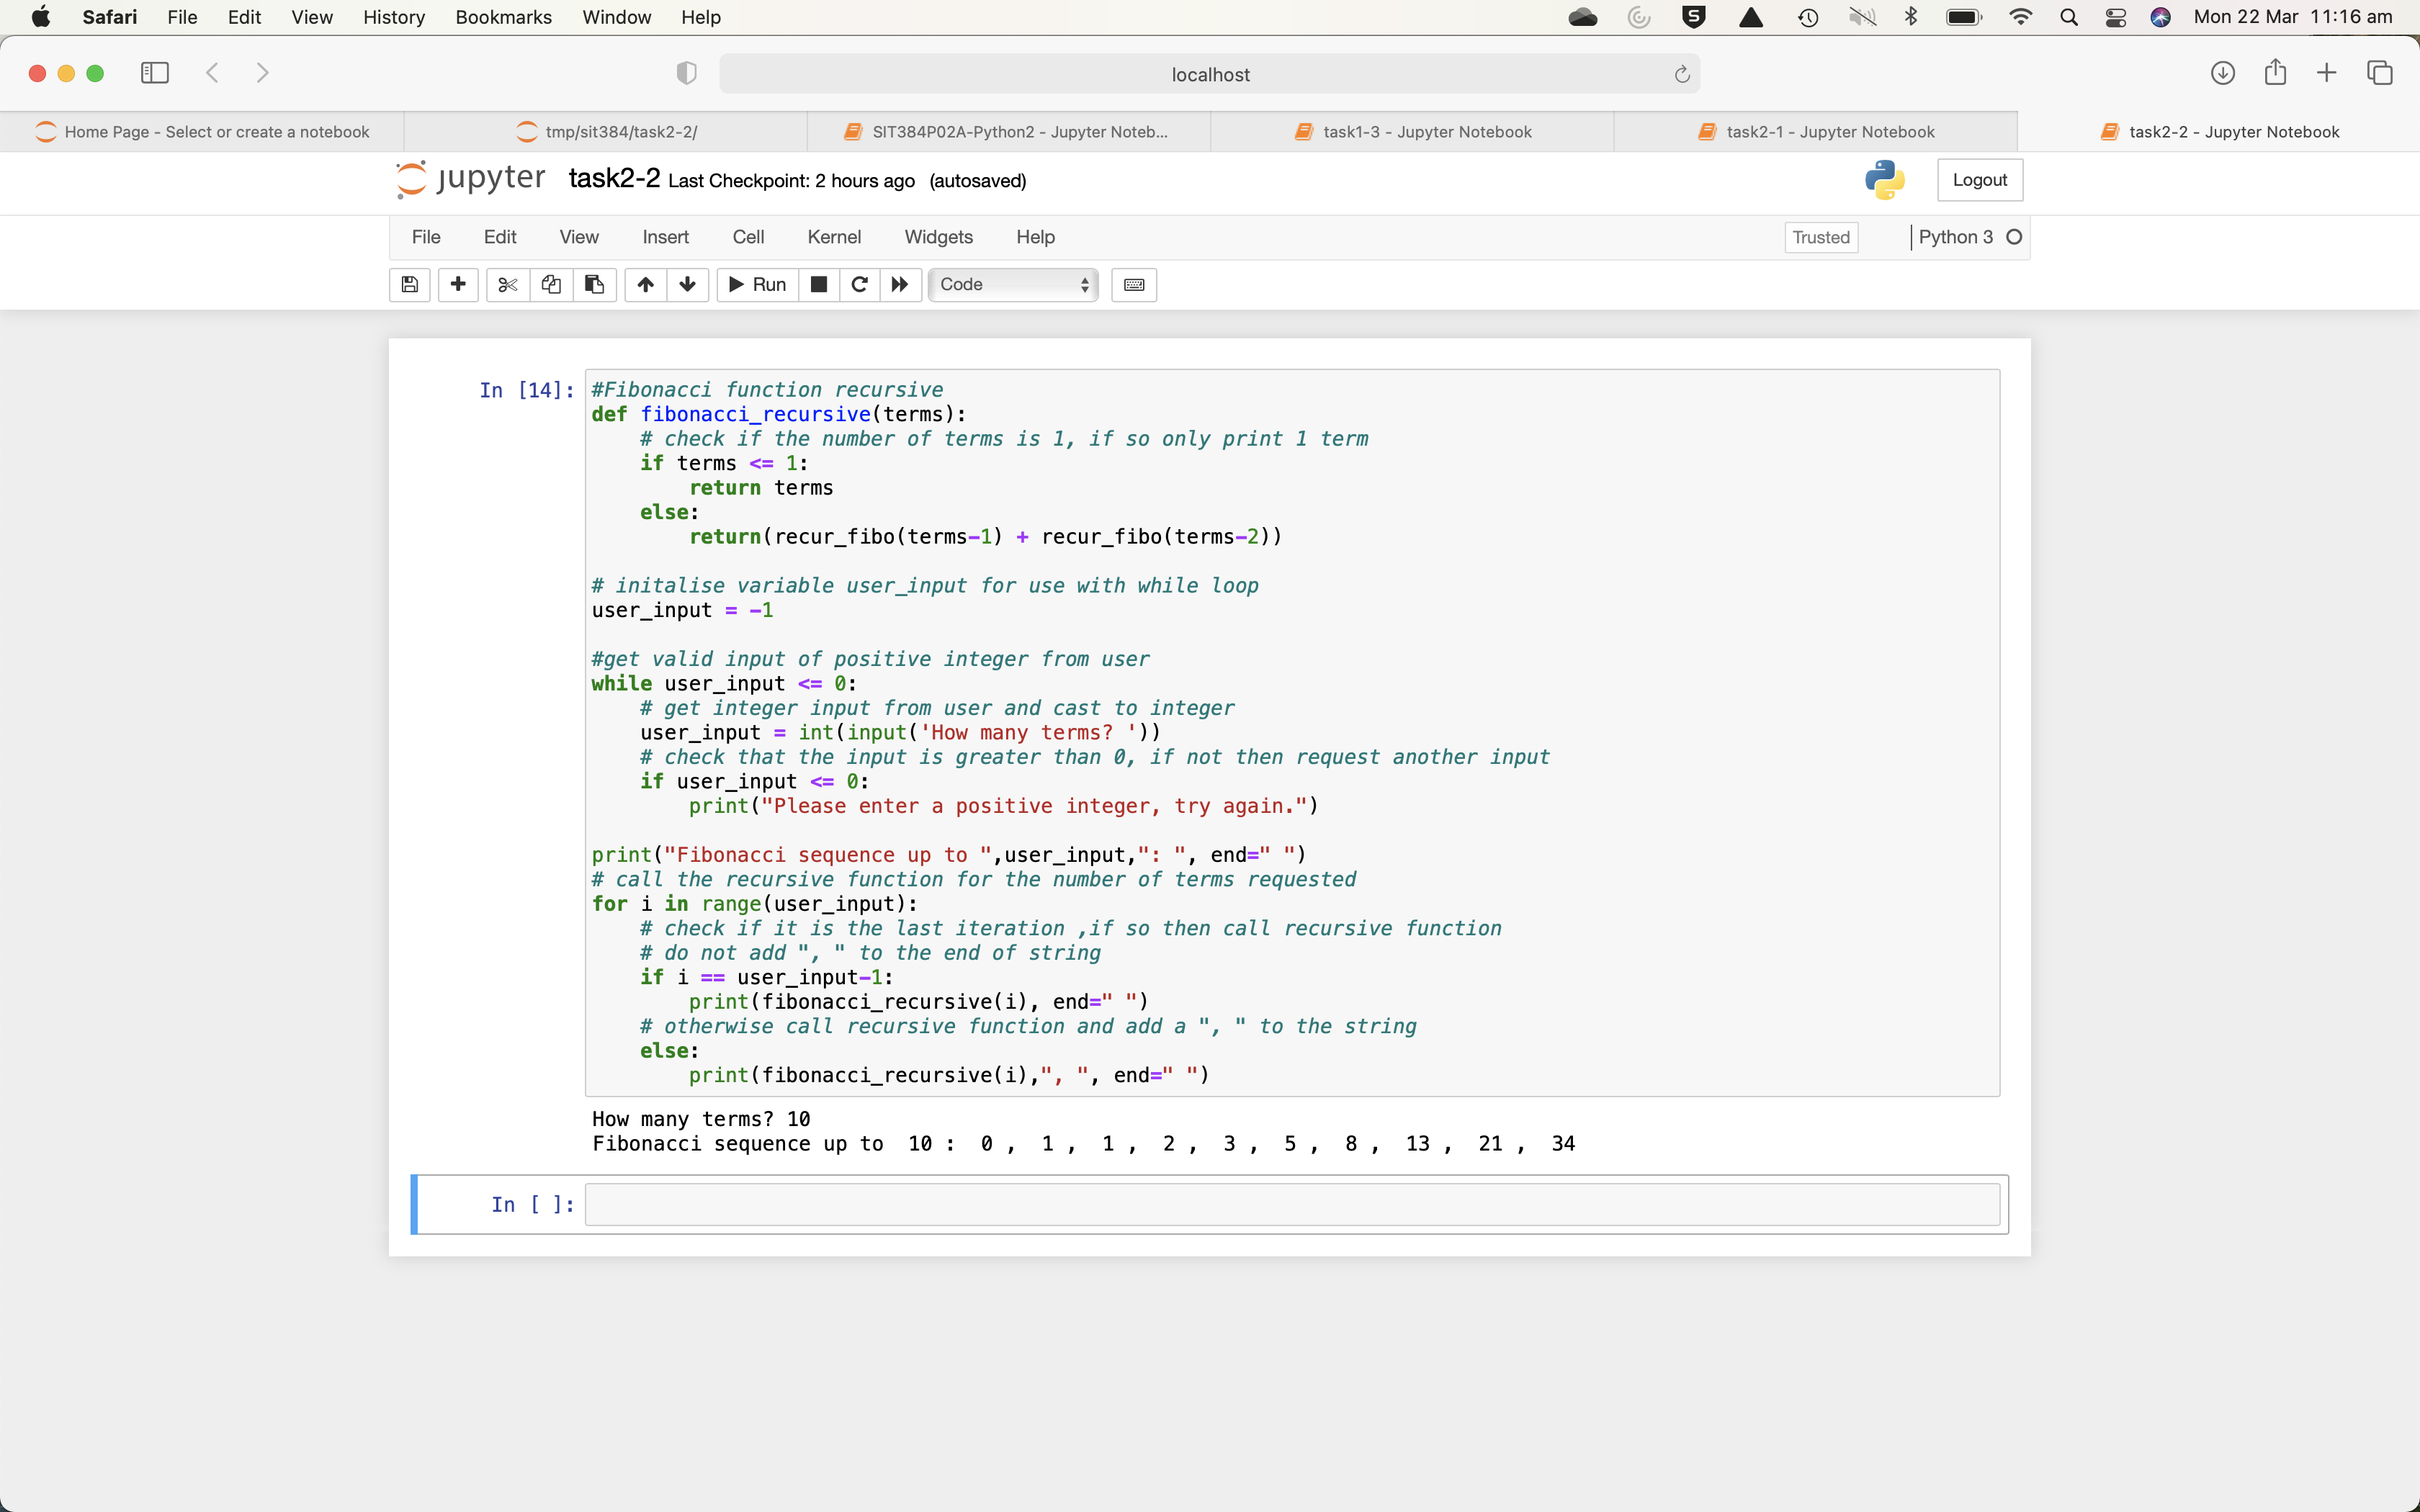 Safari File Edit View History Bookmarks Window Help Mon 22 Mar 11:16 am
localhost
Home Page - Select or create a notebook tmp/sit384/task2-2/ SIT384P02A-Python2 - Jupyter Noteb... task1-3 - Jupyter Notebook task2-1 - Jupyter Notebook task2-2 - Jupyter Notebook
jupyter task2-2 Last Checkpoint: 2 hours ago (autosaved) Logout
File Edit View Insert Cell Kernel Widgets Help Trusted Python 3
Run Code
In [14]: #Fibonacci function recursive
def fibonacci_recursive(terms):
    # check if the number of terms is 1, if so only print 1 term
    if terms <= 1:
        return terms
    else:
        return(recur_fibo(terms-1) + recur_fibo(terms-2))
# initalise variable user_input for use with while loop
user_input = -1
#get valid input of positive integer from user
while user_input <= 0:
    # get integer input from user and cast to integer
    user_input = int(input('How many terms? '))
    # check that the input is greater than 0, if not then request another input
    if user_input <= 0:
        print("Please enter a positive integer, try again.")
print("Fibonacci sequence up to ",user_input,": ", end=" ")
# call the recursive function for the number of terms requested
for i in range(user_input):
    # check if it is the last iteration ,if so then call recursive function
    # do not add ", " to the end of string
    if i == user_input-1:
        print(fibonacci_recursive(i), end=" ")
    # otherwise call recursive function and add a ", " to the string
    else:
        print(fibonacci_recursive(i),", ", end=" ")
How many terms? 10
Fibonacci sequence up to  10 :  0 ,  1 ,  1 ,  2 ,  3 ,  5 ,  8 ,  13 ,  21 ,  34
In [ ]: